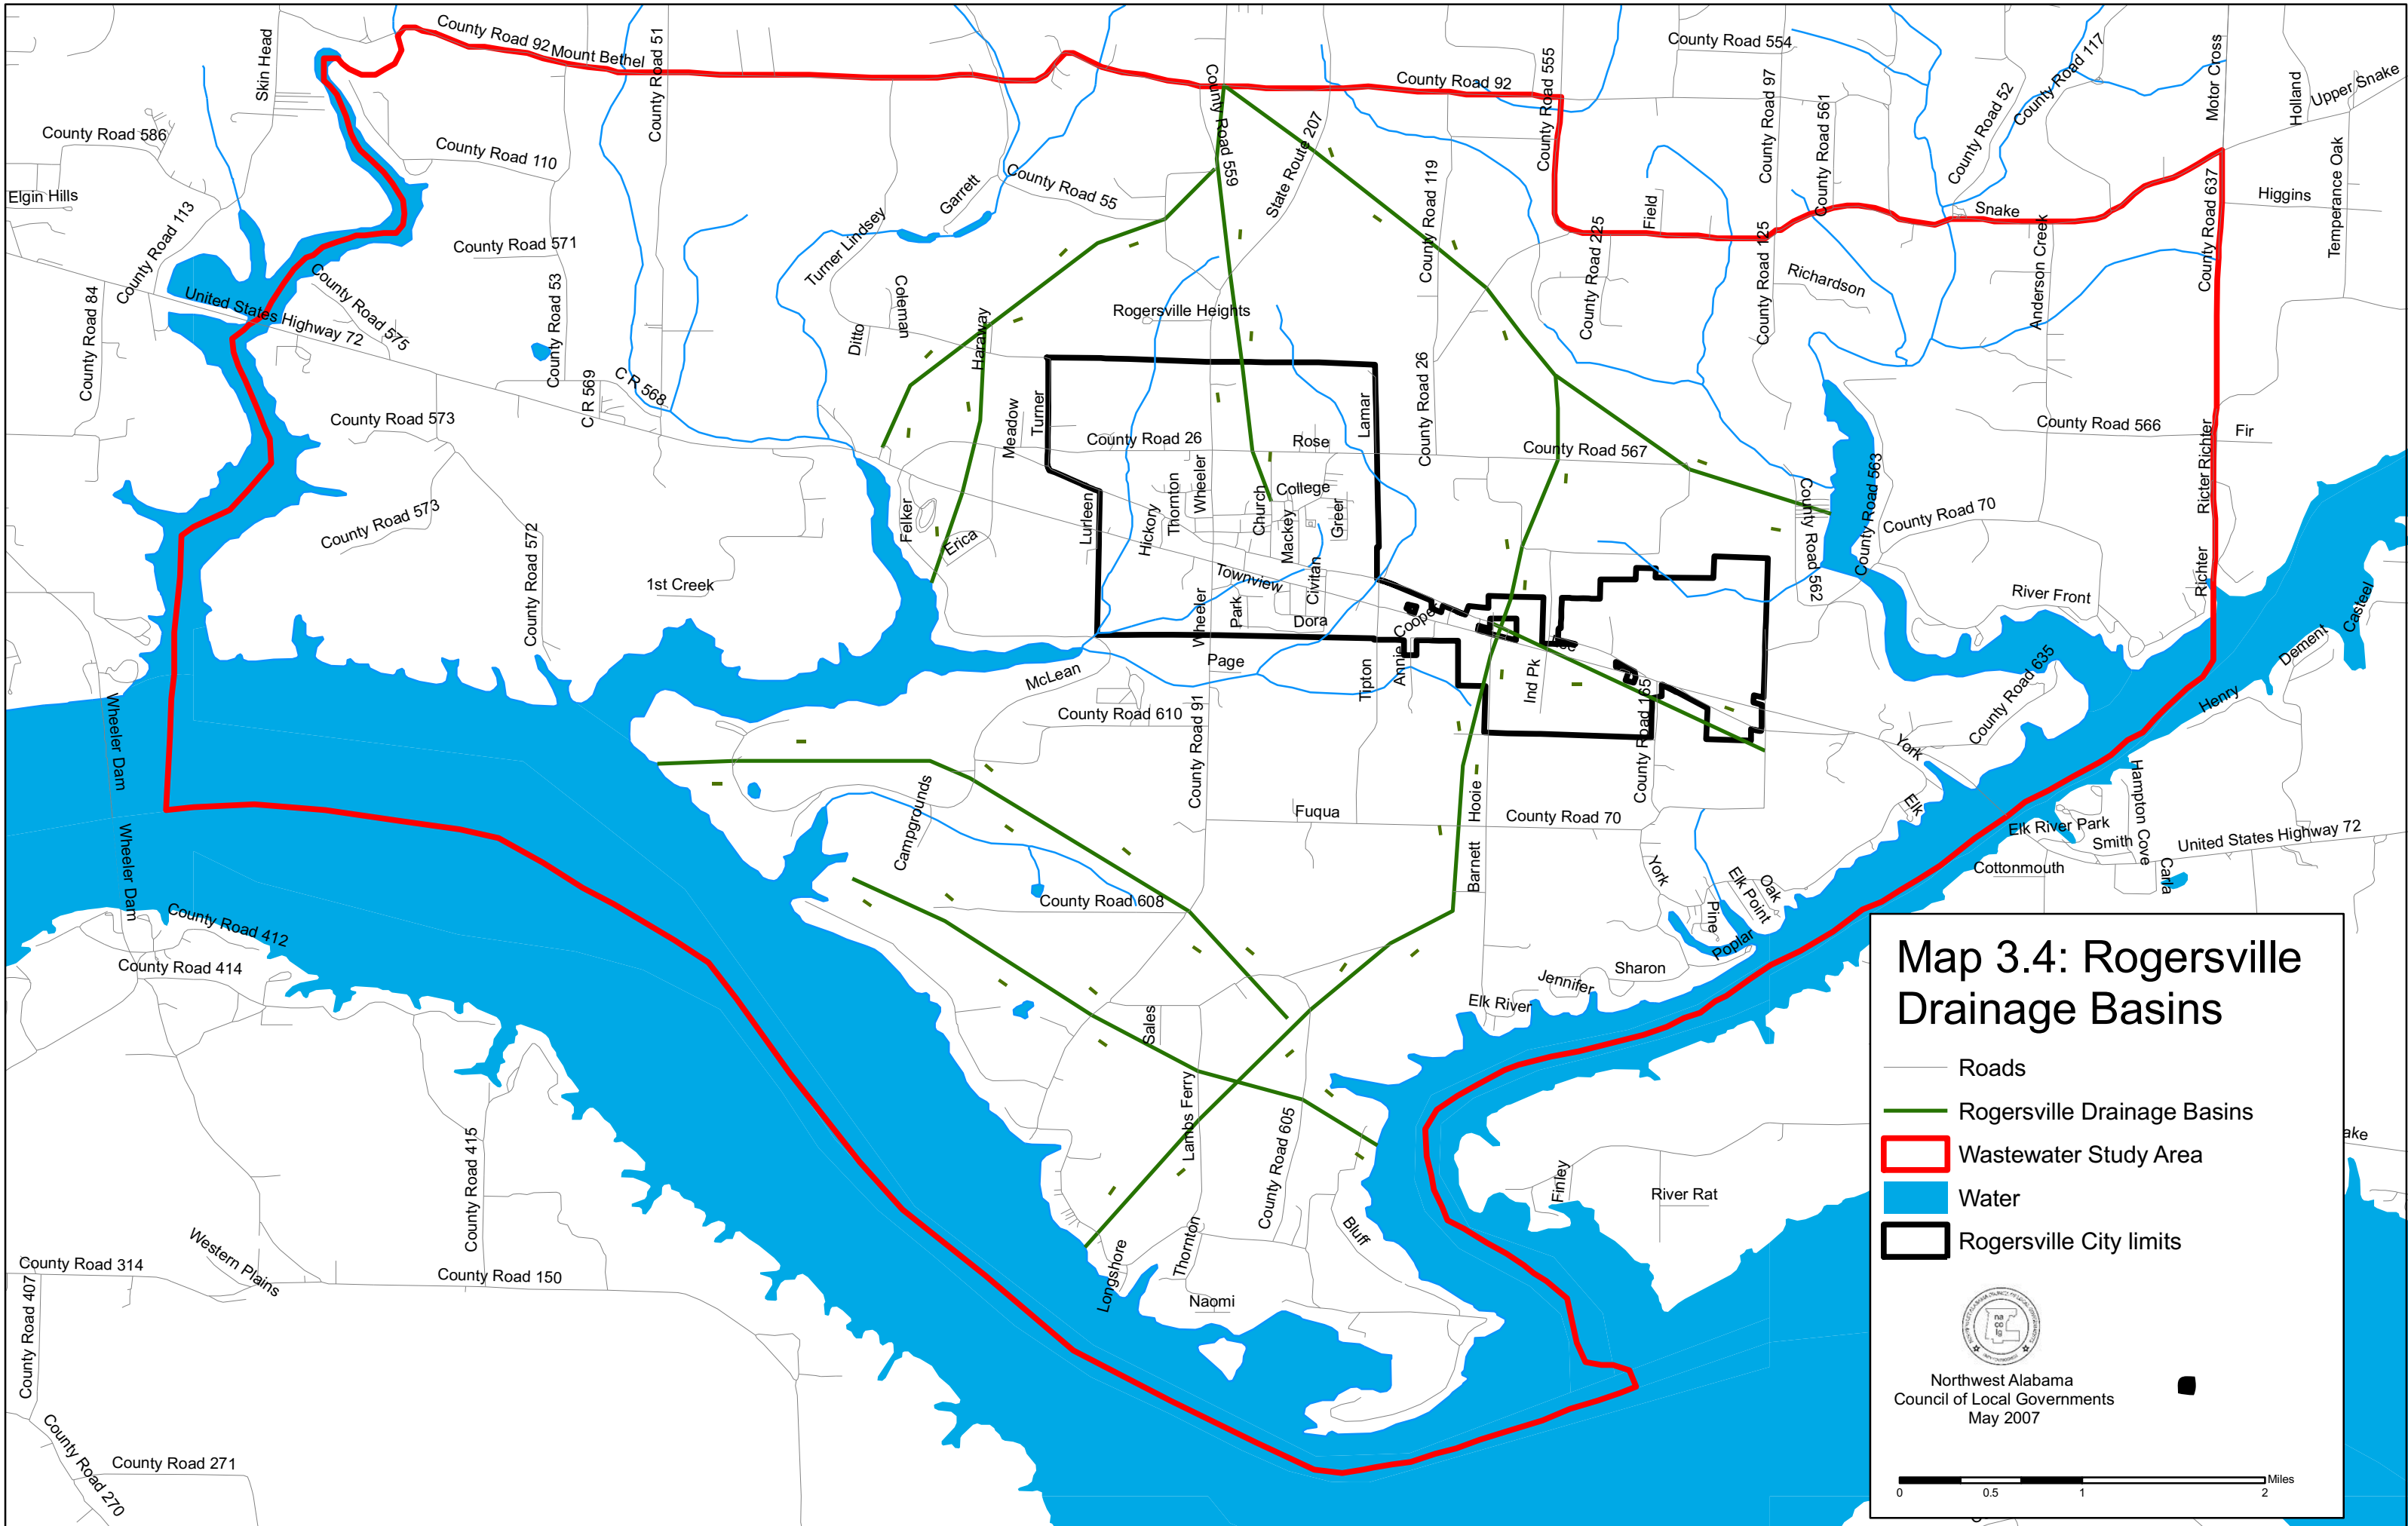 County Road 92
Mount Bethel
County Road 51
Skin Head
County Road 586
County Road 110
Elgin Hills
County Road 113
County Road 571
County Road 84
United States Highway 72
County Road 575
County Road 53
C R 569
C R 568
County Road 573
County Road 573
County Road 572
1st Creek
County Road 559
State Route 207
County Road 92
County Road 555
County Road 554
County Road 97
County Road 561
County Road 52
County Road 117
Motor Cross
Holland
Upper Snake
Temperance Oak
Higgins
County Road 637
Snake
Anderson Creek
County Road 119
Field
County Road 225
County Road 125
Richardson
County Road 55
Garrett
Turner Lindsey
Coleman
Ditto
Haraway
Rogersville Heights
Meadow
Turner
County Road 26
Rose
Lamar
County Road 26
County Road 567
County Road 566
Fir
Ricter Richter
Richter
Felker
Erica
Lurleen
Hickory
Thornton
Wheeler
Church
College
Mackey
Greer
Townview
Civitan
Park
Dora
Wheeler
Page
Tipton
Annie
Cooper
Ind Pk
County Road 165
County Road 562
County Road 563
County Road 70
River Front
County Road 635
York
Elk
Casteel
Dement
Henry
Hampton Cove
Elk River Park
Smith
United States Highway 72
Carla
Cottonmouth
McLean
County Road 610
County Road 91
Campgrounds
Fuqua
Hooie
Barnett
County Road 70
York
Oak
Elk Point
Pine
Poplar
Sharon
Jennifer
Elk River
County Road 608
Sales
Lambs Ferry
County Road 605
Bluff
Thornton
Longshore
Naomi
Finley
River Rat
Wheeler Dam
Wheeler Dam
County Road 412
County Road 414
County Road 415
Western Plains
County Road 314
County Road 150
County Road 407
County Road 270
County Road 271
ake
Map 3.4: Rogersville
Drainage Basins
Roads
Rogersville Drainage Basins
Wastewater Study Area
Water
Rogersville City limits
na
co
lg
Northwest Alabama
Council of Local Governments
May 2007
Miles
0 0.5 1 2